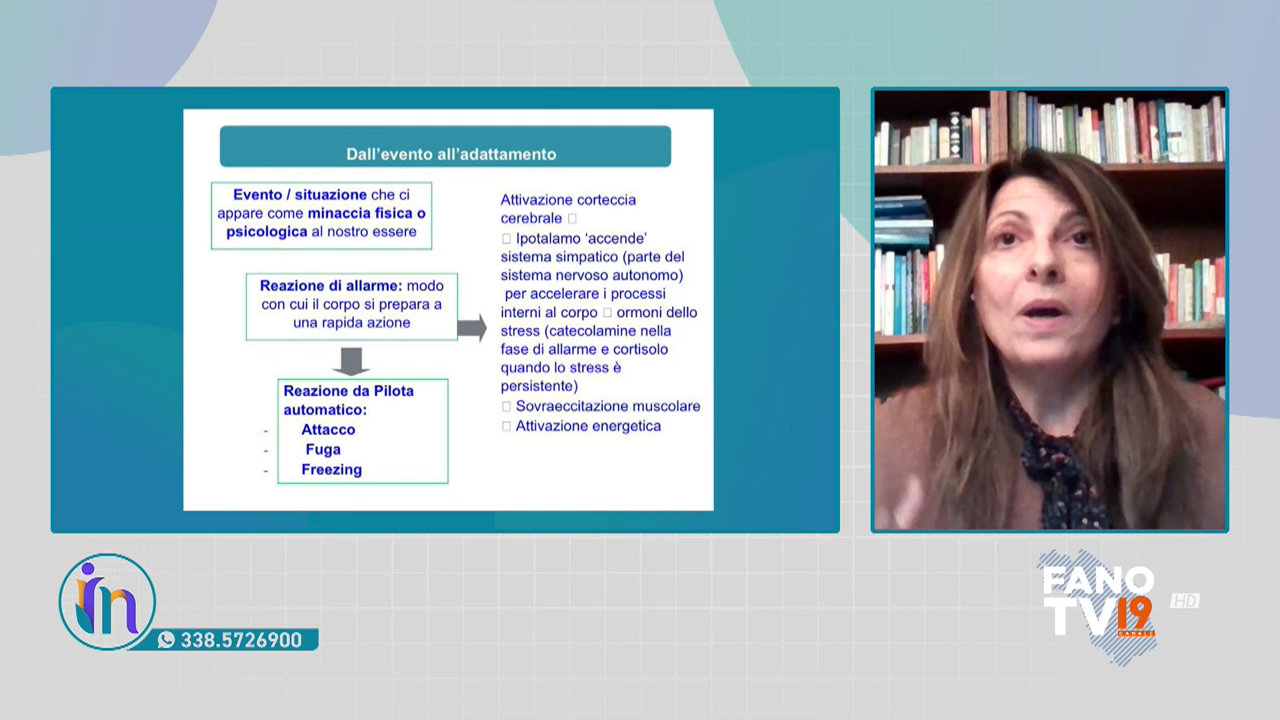 Dall'evento all'adattamento
Evento / situazione che ci
appare come minaccia fisica o
psicologica al nostro essere
Reazione di allarme: modo
con cui il corpo si prepara a
una rapida azione
Reazione da Pilota
automatico:
- Attacco
- Fuga
- Freezing
Attivazione corteccia
cerebrale □
□ Ipotalamo ‘accende’
sistema simpatico (parte del
sistema nervoso autonomo)
per accelerare i processi
interni al corpo □ ormoni dello
stress (catecolamine nella
fase di allarme e cortisolo
quando lo stress è
persistente)
□ Sovraeccitazione muscolare
□ Attivazione energetica
in
338.5726900
FANO
TV19
CANALE
HD